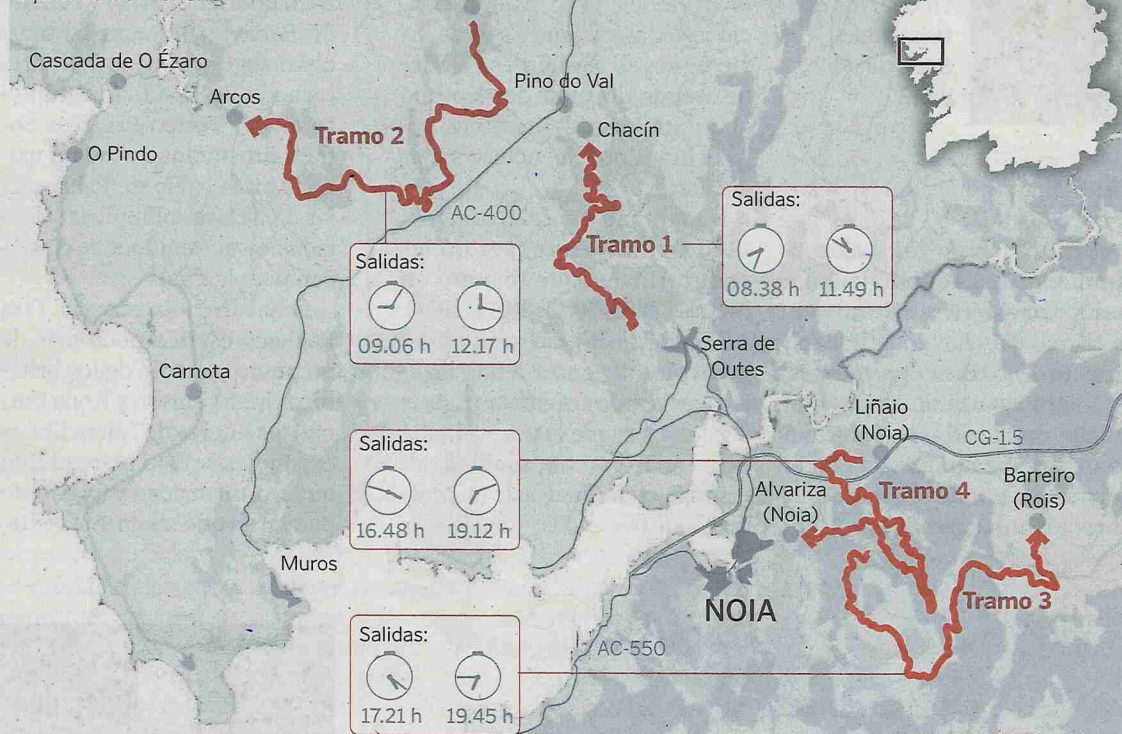 Cascada de O Ézaro
Arcos
Pino do Val
Tramo 2
Chacín
O Pindo
AC-400
Tramo 1
Salidas:
08.38 h 11.49 h
Salidas:
09.06 h 12.17 h
Serra de
Outes
Carnota
Liñaio
(Noia)
CG-1.5
Salidas:
16.48 h 19.12 h
Alvariza
(Noia)
Tramo 4
Barreiro
(Rois)
Muros
NOIA
Tramo 3
Salidas:
17.21 h 19.45 h
AC-550